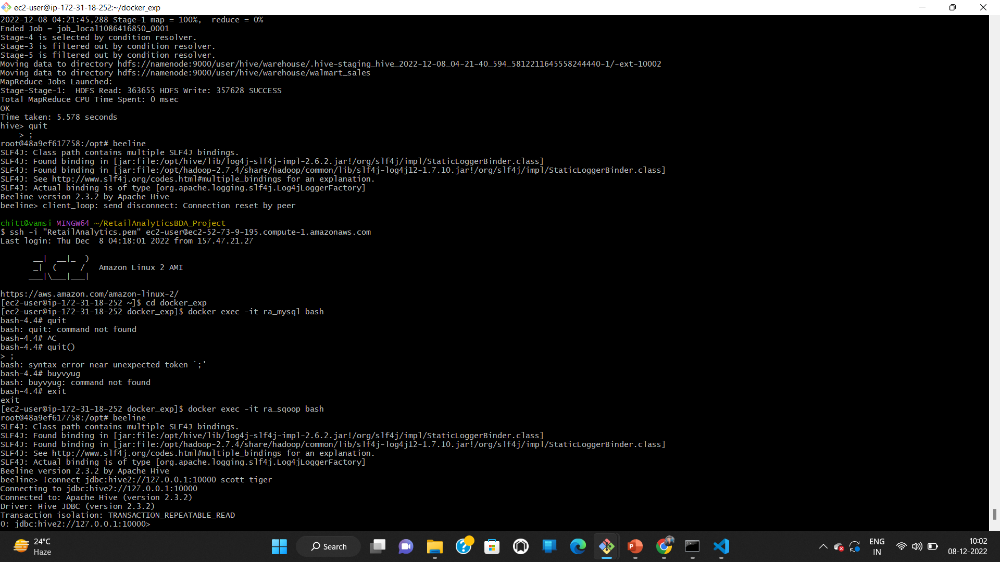 ec2-user@ip-172-31-18-252:~/docker_exp
2022-12-08 04:21:45,288 Stage-1 map = 100%,  reduce = 0%
Ended Job = job_local1086416850_0001
Stage-4 is selected by condition resolver.
Stage-3 is filtered out by condition resolver.
Stage-5 is filtered out by condition resolver.
Moving data to directory hdfs://namenode:9000/user/hive/warehouse/.hive-staging_hive_2022-12-08_04-21-40_594_5812211645558244440-1/-ext-10002
Moving data to directory hdfs://namenode:9000/user/hive/warehouse/walmart_sales
MapReduce Jobs Launched:
Stage-Stage-1:  HDFS Read: 363655 HDFS Write: 357628 SUCCESS
Total MapReduce CPU Time Spent: 0 msec
OK
Time taken: 5.578 seconds
hive> quit
    > ;
root@48a9ef617758:/opt# beeline
SLF4J: Class path contains multiple SLF4J bindings.
SLF4J: Found binding in [jar:file:/opt/hive/lib/log4j-slf4j-impl-2.6.2.jar!/org/slf4j/impl/StaticLoggerBinder.class]
SLF4J: Found binding in [jar:file:/opt/hadoop-2.7.4/share/hadoop/common/lib/slf4j-log4j12-1.7.10.jar!/org/slf4j/impl/StaticLoggerBinder.class]
SLF4J: See http://www.slf4j.org/codes.html#multiple_bindings for an explanation.
SLF4J: Actual binding is of type [org.apache.logging.slf4j.Log4jLoggerFactory]
Beeline version 2.3.2 by Apache Hive
beeline> client_loop: send disconnect: Connection reset by peer
chitt@vamsi MINGW64 ~/RetailAnalyticsBDA_Project
$ ssh -i "RetailAnalytics.pem" ec2-user@ec2-52-73-9-195.compute-1.amazonaws.com
Last login: Thu Dec  8 04:18:01 2022 from 157.47.21.27
       __|  __|_  )
       _|  (     /   Amazon Linux 2 AMI
      ___|\___|___|
https://aws.amazon.com/amazon-linux-2/
[ec2-user@ip-172-31-18-252 ~]$ cd docker_exp
[ec2-user@ip-172-31-18-252 docker_exp]$ docker exec -it ra_mysql bash
bash-4.4# quit
bash: quit: command not found
bash-4.4# ^C
bash-4.4# quit()
> ;
bash: syntax error near unexpected token `;'
bash-4.4# buyvyug
bash: buyvyug: command not found
bash-4.4# exit
exit
[ec2-user@ip-172-31-18-252 docker_exp]$ docker exec -it ra_sqoop bash
root@48a9ef617758:/opt# beeline
SLF4J: Class path contains multiple SLF4J bindings.
SLF4J: Found binding in [jar:file:/opt/hive/lib/log4j-slf4j-impl-2.6.2.jar!/org/slf4j/impl/StaticLoggerBinder.class]
SLF4J: Found binding in [jar:file:/opt/hadoop-2.7.4/share/hadoop/common/lib/slf4j-log4j12-1.7.10.jar!/org/slf4j/impl/StaticLoggerBinder.class]
SLF4J: See http://www.slf4j.org/codes.html#multiple_bindings for an explanation.
SLF4J: Actual binding is of type [org.apache.logging.slf4j.Log4jLoggerFactory]
Beeline version 2.3.2 by Apache Hive
beeline> !connect jdbc:hive2://127.0.0.1:10000 scott tiger
Connecting to jdbc:hive2://127.0.0.1:10000
Connected to: Apache Hive (version 2.3.2)
Driver: Hive JDBC (version 2.3.2)
Transaction isolation: TRANSACTION_REPEATABLE_READ
0: jdbc:hive2://127.0.0.1:10000>
24°C
Haze
Search
ENG
IN
10:02
08-12-2022